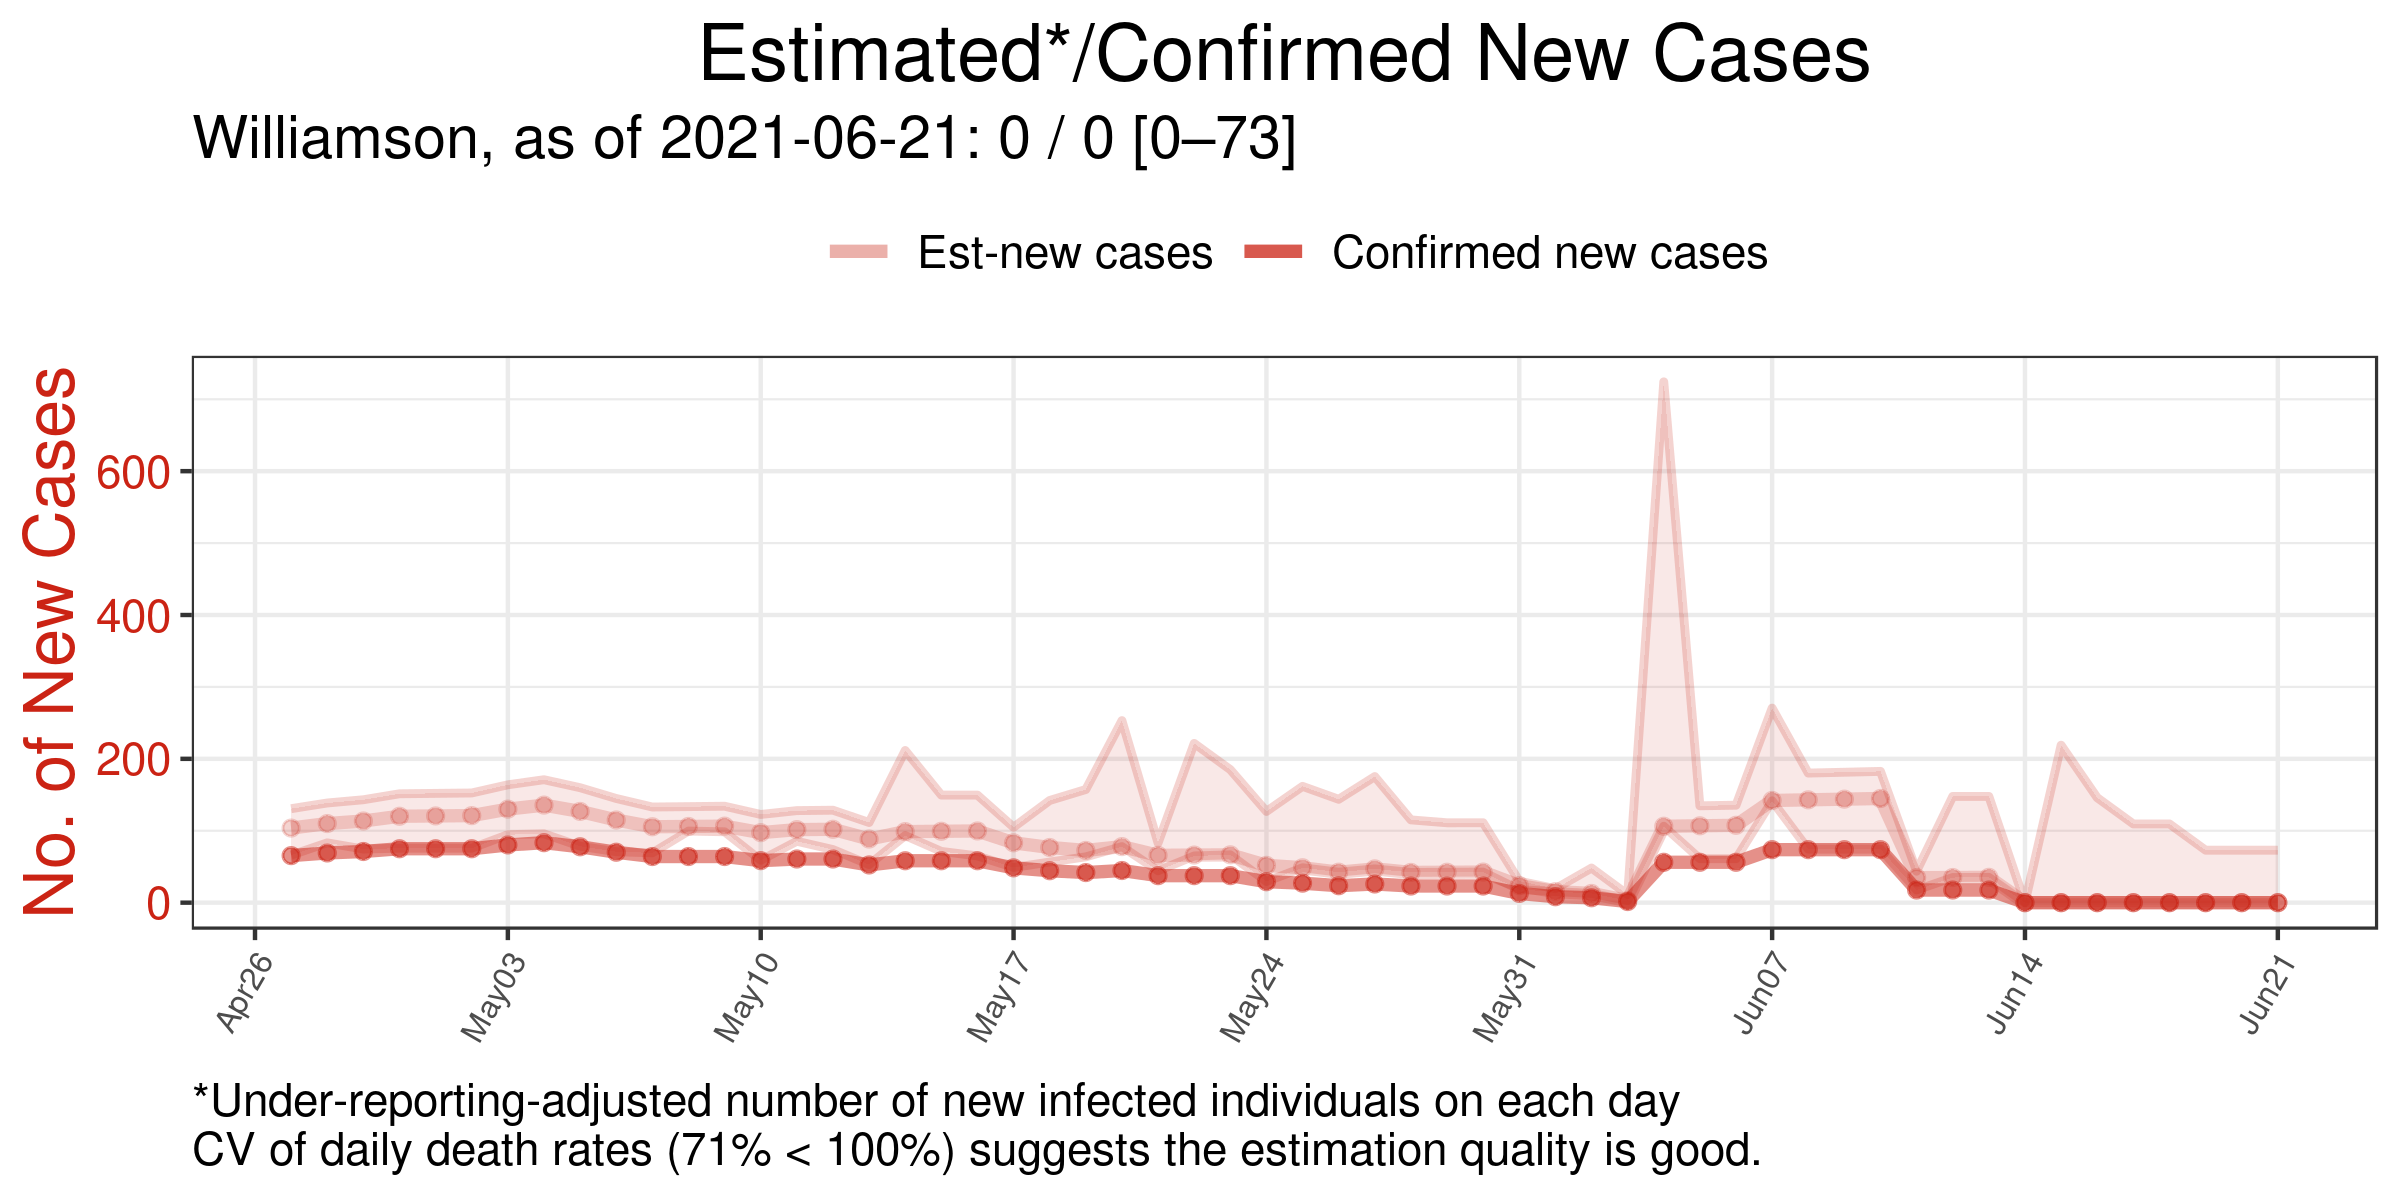 Estimated*/Confirmed New Cases
Williamson, as of 2021-06-21: 0 / 0 [0–73]
Est-new cases Confirmed new cases
No. of New Cases
600
400
200
0
Apr26 May03 May10 May17 May24 May31 Jun07 Jun14 Jun21
*Under-reporting-adjusted number of new infected individuals on each day
CV of daily death rates (71% < 100%) suggests the estimation quality is good.